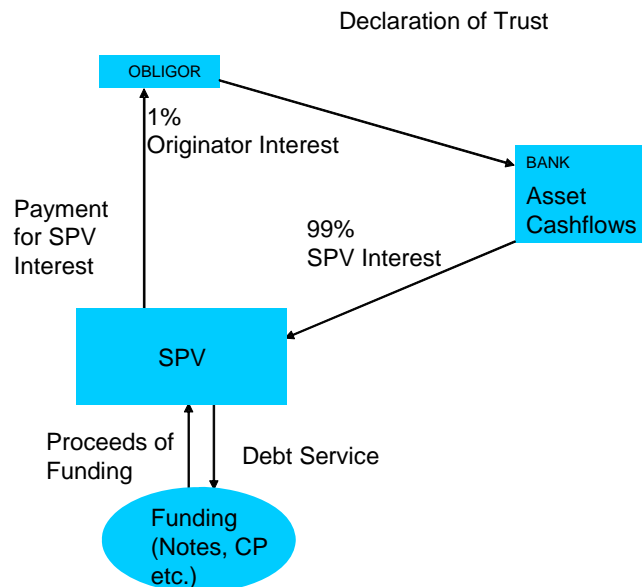 Declaration of Trust
OBLIGOR
1%
Originator Interest
BANK
Asset
Cashflows
Payment
for SPV
Interest
99%
SPV Interest
SPV
Proceeds of
Funding
Debt Service
Funding
(Notes, CP
etc.)